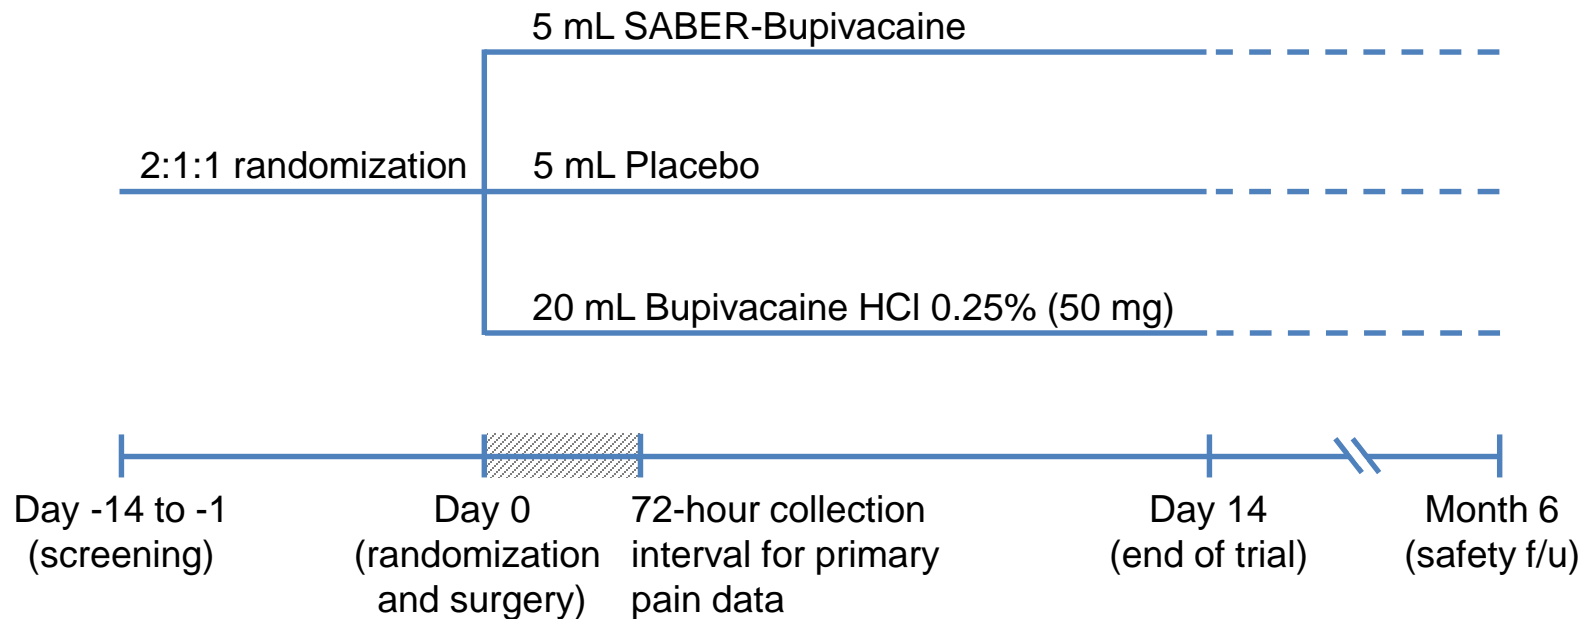 5 mL SABER-Bupivacaine
2:1:1 randomization
5 mL Placebo
20 mL Bupivacaine HCl 0.25% (50 mg)
Day -14 to -1
(screening)
Day 0
(randomization
and surgery)
72-hour collection
interval for primary
pain data
Day 14
(end of trial)
Month 6
(safety f/u)